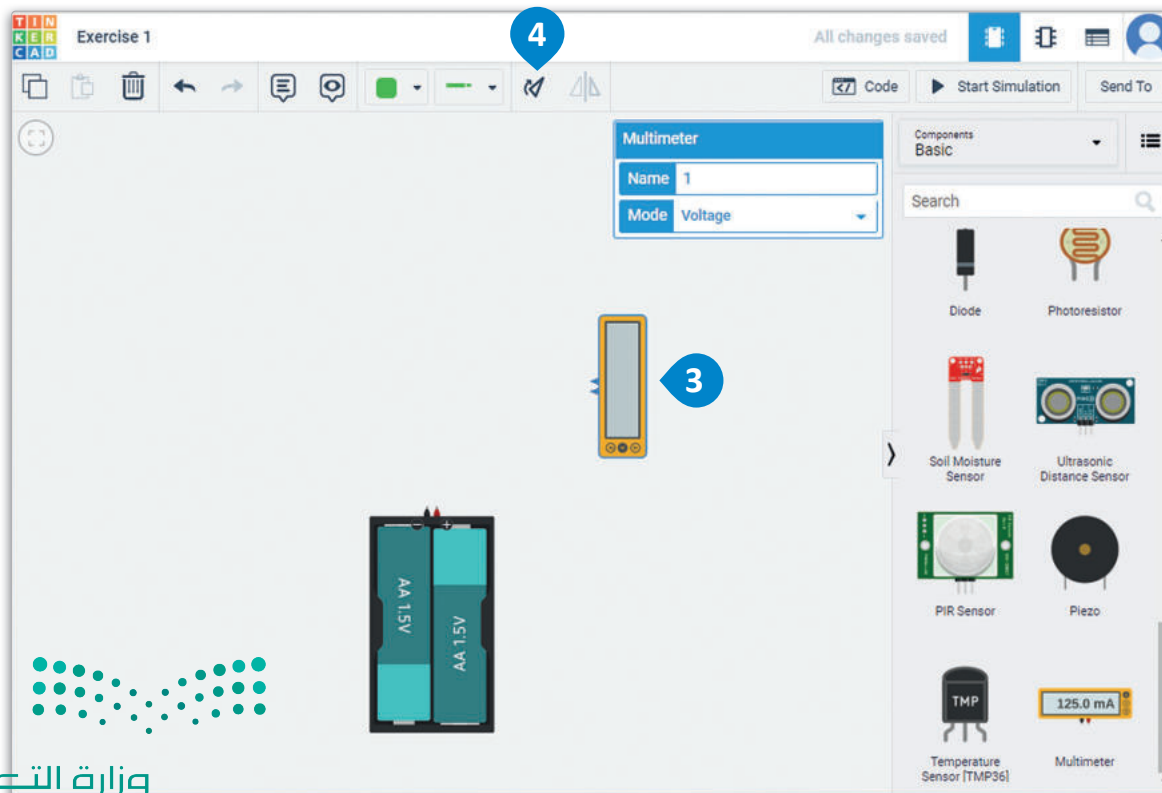 TIN
KER
CAD
Exercise 1
4
All changes saved
Code
Start Simulation
Send To
Multimeter
Name 1
Mode Voltage
Components
Basic
Search
Diode
Photoresistor
3
Soil Moisture
Sensor
Ultrasonic
Distance Sensor
AA 1.5V
AA 1.5V
PIR Sensor
Piezo
TMP
125.0 mA
Temperature
Sensor [TMP36]
Multimeter
وزارة